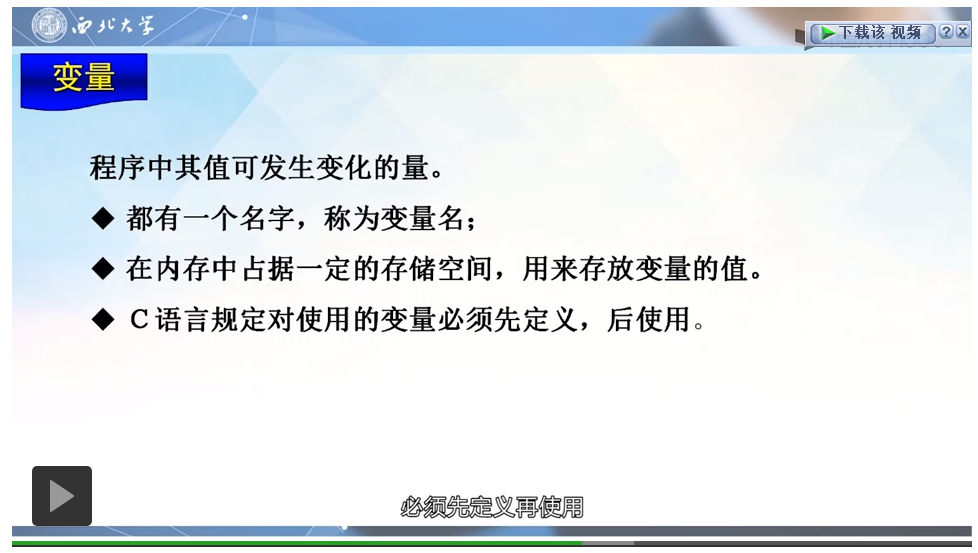 西北大学
下载该 视频 ? X
变量
程序中其值可发生变化的量。
◆ 都有一个名字，称为变量名；
◆ 在内存中占据一定的存储空间，用来存放变量的值。
◆ C语言规定对使用的变量必须先定义，后使用。
必须先定义再使用